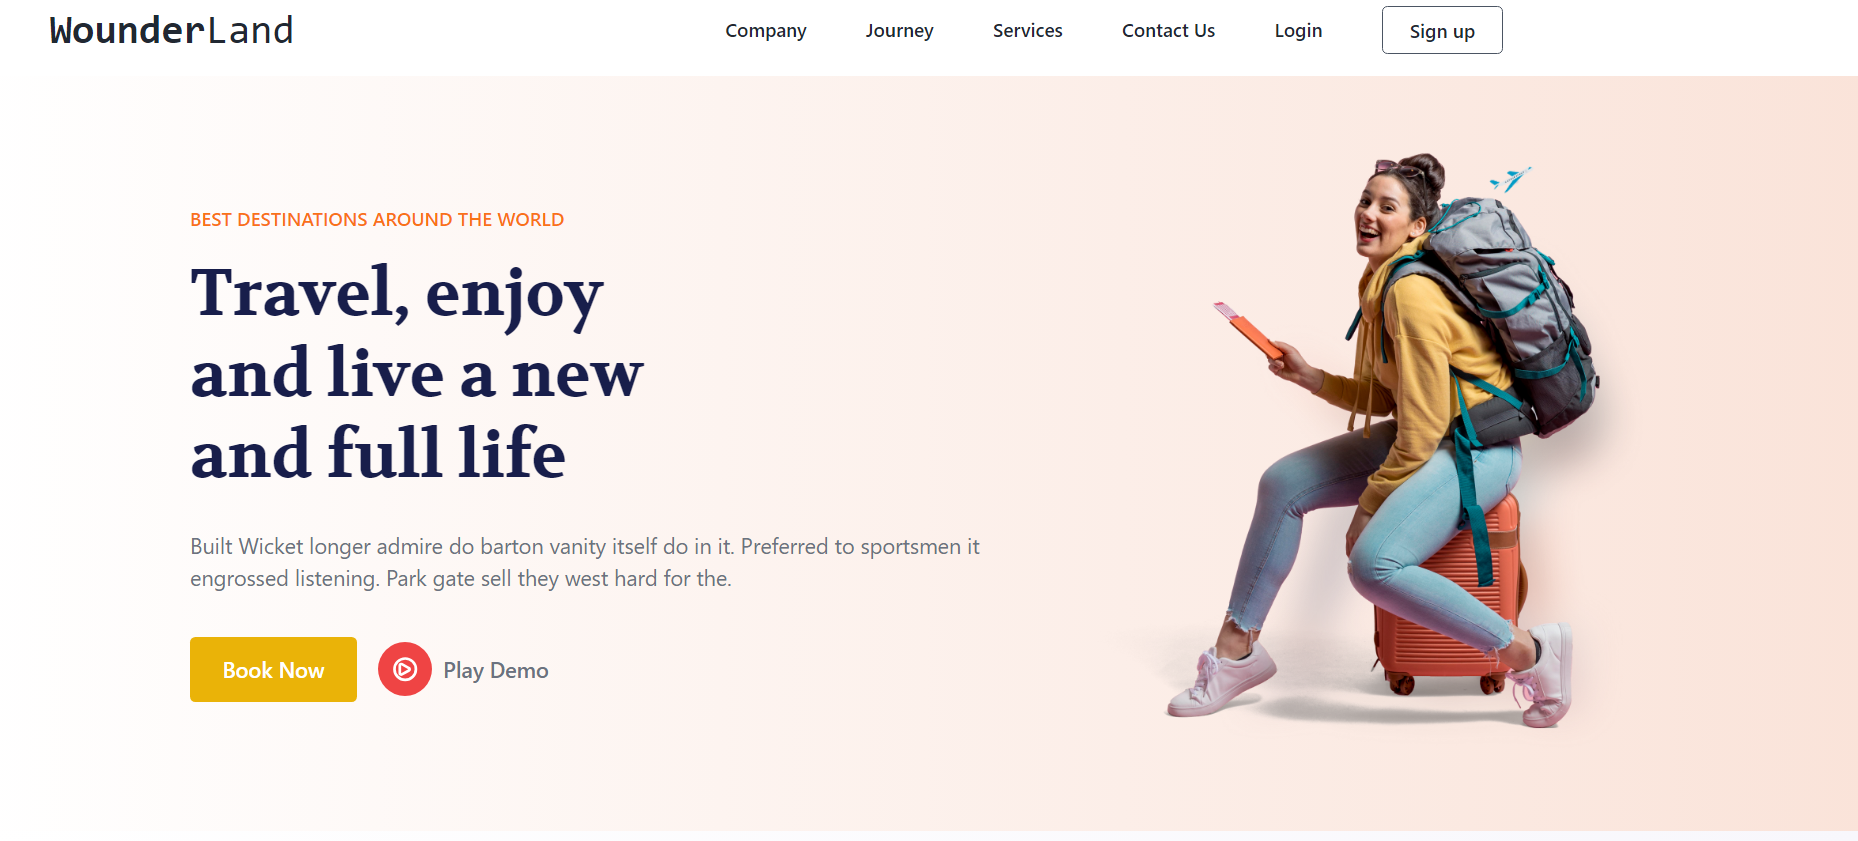 WounderLand
Company Journey Services Contact Us Login Sign up
BEST DESTINATIONS AROUND THE WORLD
Travel, enjoy
and live a new
and full life
Built Wicket longer admire do barton vanity itself do in it. Preferred to sportsmen it
engrossed listening. Park gate sell they west hard for the.
Book Now Play Demo